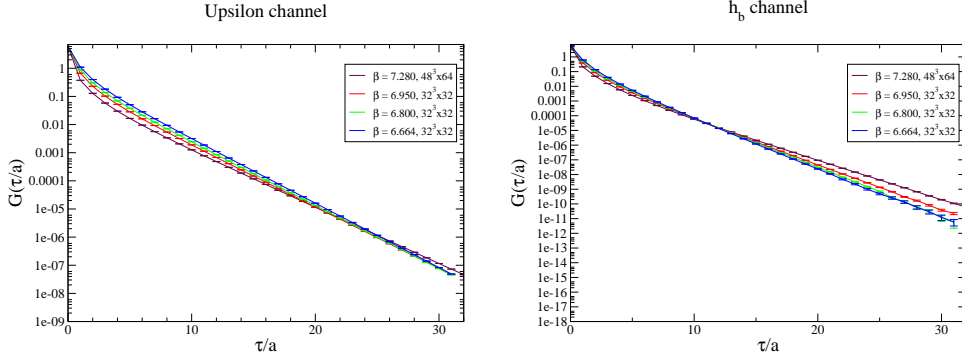 Upsilon channel
β = 7.280, 48³x64
β = 6.950, 32³x32
β = 6.800, 32³x32
β = 6.664, 32³x32
G(τ/a)
1
0.1
0.01
0.001
0.0001
1e-05
1e-06
1e-07
1e-08
1e-09
0 10 20 30
τ/a
h_b channel
β = 7.280, 48³x64
β = 6.950, 32³x32
β = 6.800, 32³x32
β = 6.664, 32³x32
G(τ/a)
1
0.1
0.01
0.001
0.0001
1e-05
1e-06
1e-07
1e-08
1e-09
1e-10
1e-11
1e-12
1e-13
1e-14
1e-15
1e-16
1e-17
1e-18
0 10 20 30
τ/a